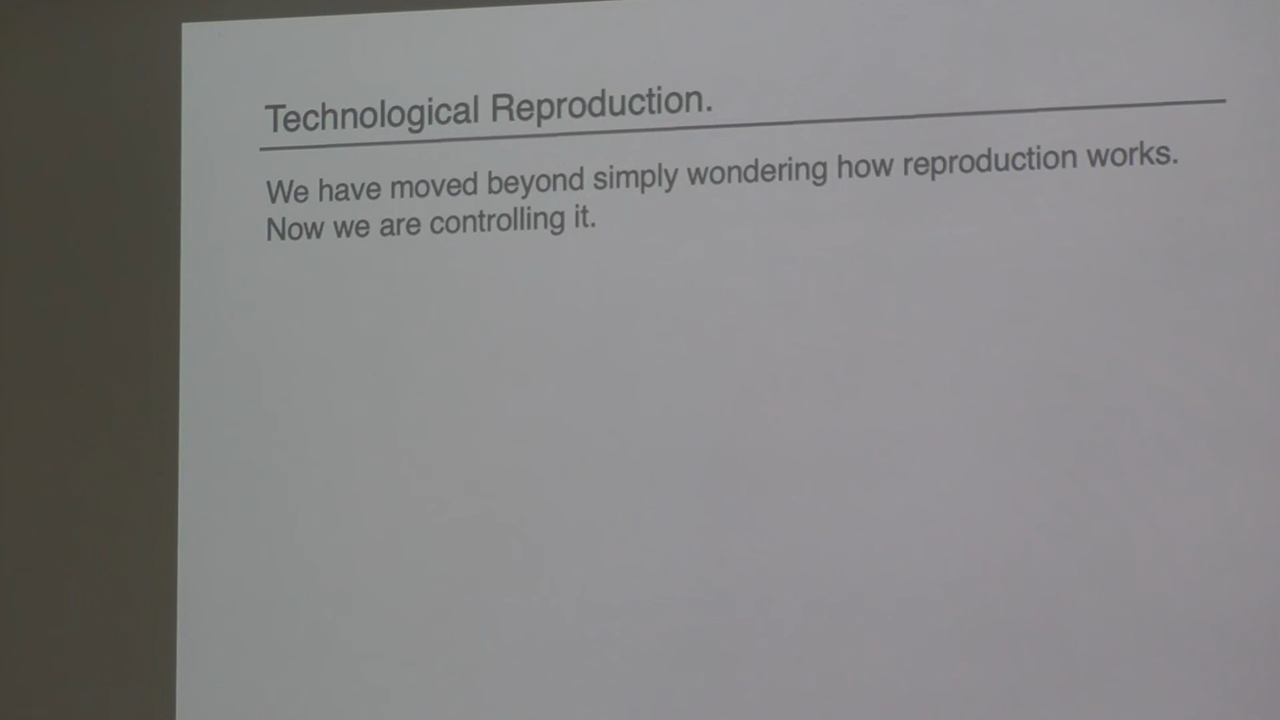 Technological Reproduction.
We have moved beyond simply wondering how reproduction works.
Now we are controlling it.